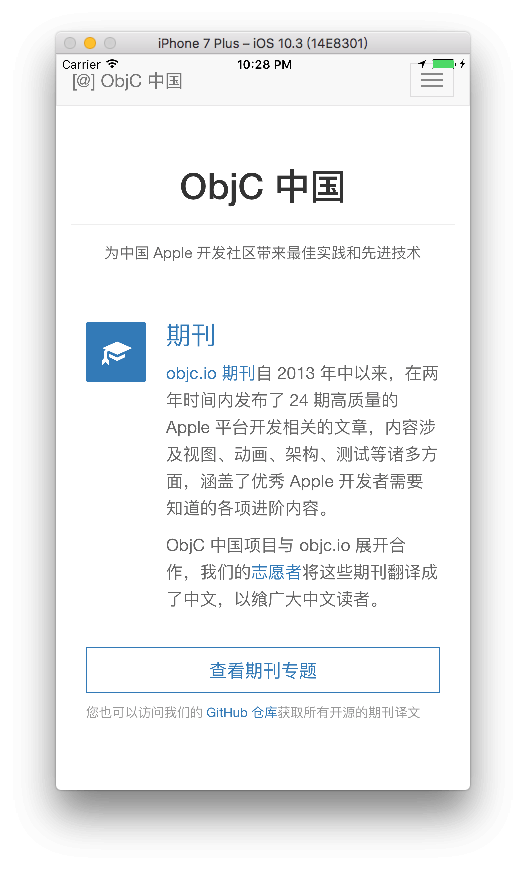 iPhone 7 Plus – iOS 10.3 (14E8301)
Carrier 10:28 PM
[@] ObjC 中国
ObjC 中国
为中国 Apple 开发社区带来最佳实践和先进技术
期刊
objc.io 期刊自 2013 年中以来，在两
年时间内发布了 24 期高质量的
Apple 平台开发相关的文章，内容涉
及视图、动画、架构、测试等诸多方
面，涵盖了优秀 Apple 开发者需要
知道的各项进阶内容。
ObjC 中国项目与 objc.io 展开合
作，我们的志愿者将这些期刊翻译成
了中文，以飨广大中文读者。
查看期刊专题
您也可以访问我们的 GitHub 仓库获取所有开源的期刊译文